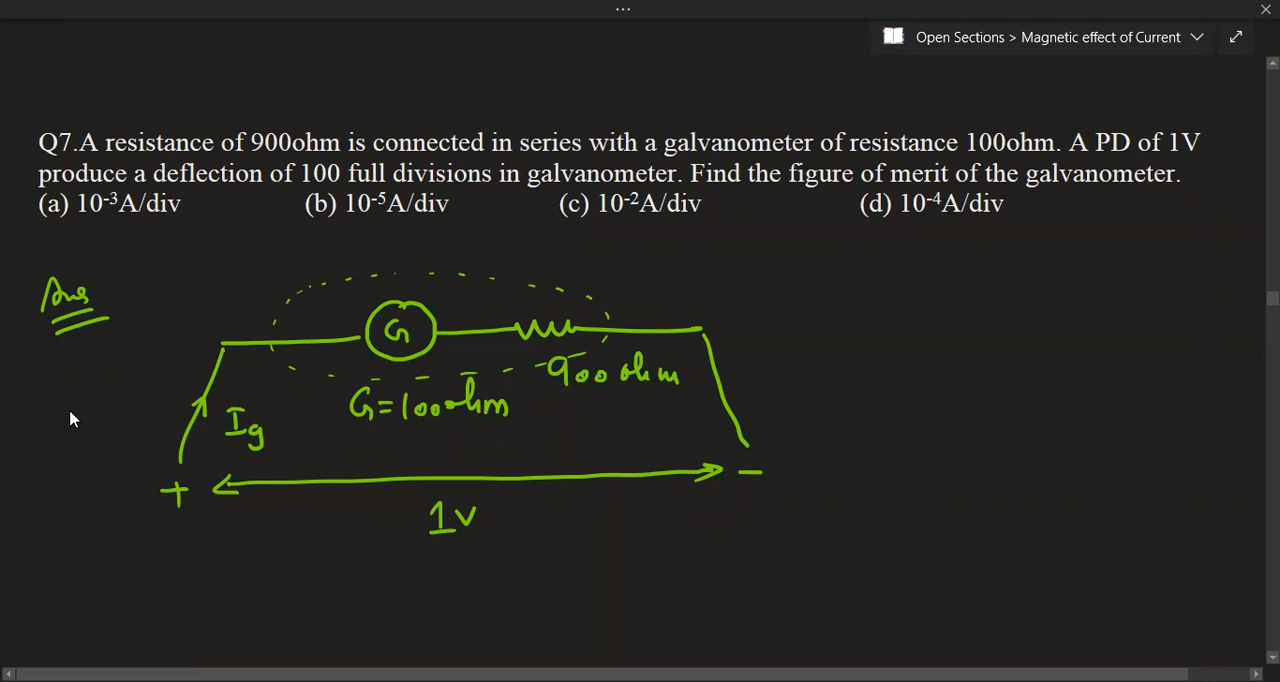 ...
Open Sections > Magnetic effect of Current
Q7.A resistance of 900ohm is connected in series with a galvanometer of resistance 100ohm. A PD of 1V
produce a deflection of 100 full divisions in galvanometer. Find the figure of merit of the galvanometer.
(a) 10⁻³A/div (b) 10⁻⁵A/div (c) 10⁻²A/div (d) 10⁻⁴A/div
Ans
G
900 ohm
G=100ohm
Ig
+ −
1v